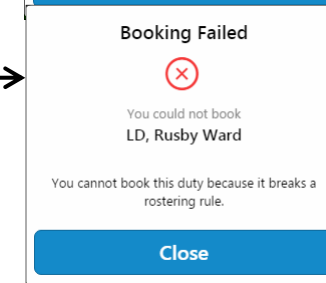 Booking Failed
You could not book
LD, Rusby Ward
You cannot book this duty because it breaks a
rostering rule.
Close